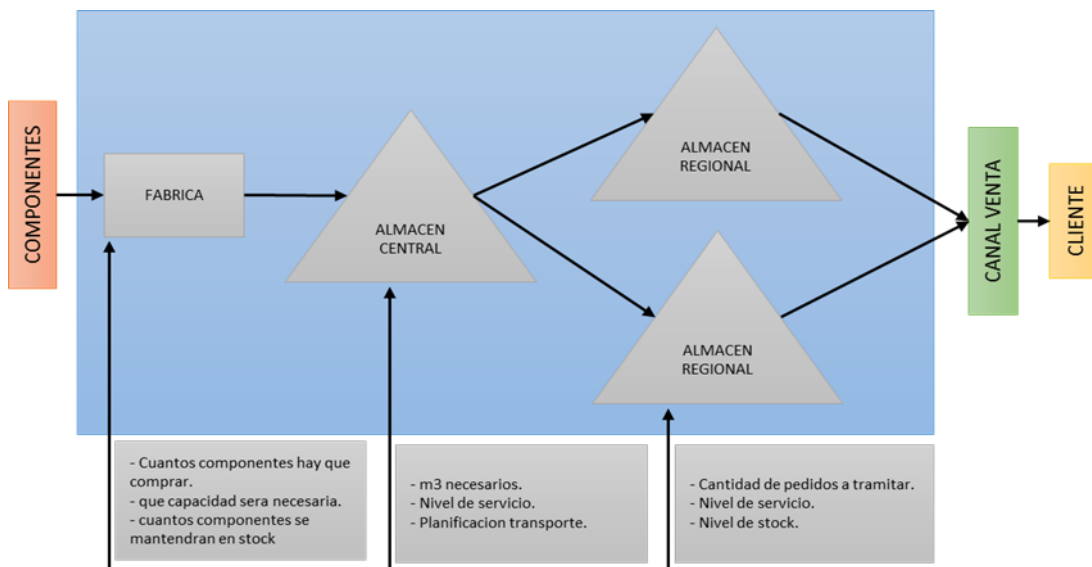 COMPONENTES
FABRICA
ALMACEN
CENTRAL
ALMACEN
REGIONAL
ALMACEN
REGIONAL
CANAL VENTA
CLIENTE
- Cuantos componentes hay que
comprar.
- que capacidad sera necesaria.
- cuantos componentes se
mantendran en stock
- m3 necesarios.
- Nivel de servicio.
- Planificacion transporte.
- Cantidad de pedidos a tramitar.
- Nivel de servicio.
- Nivel de stock.